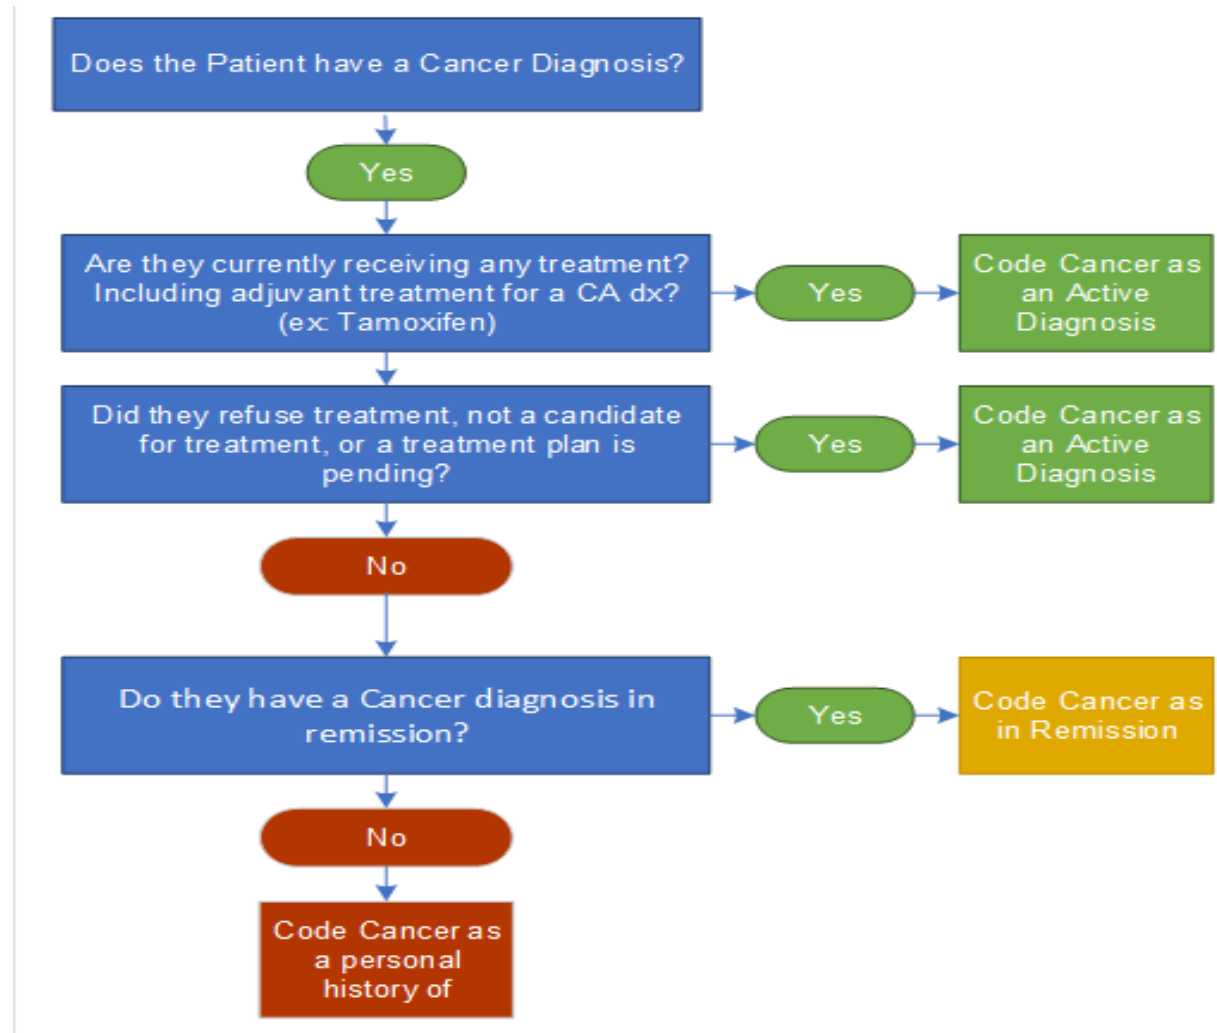 Does the Patient have a Cancer Diagnosis?
Yes
Are they currently receiving any treatment?
Including adjuvant treatment for a CA dx?
(ex: Tamoxifen)
Yes
Code Cancer as
an Active
Diagnosis
Did they refuse treatment, not a candidate
for treatment, or a treatment plan is
pending?
Yes
Code Cancer as
an Active
Diagnosis
No
Do they have a Cancer diagnosis in
remission?
Yes
Code Cancer as
in Remission
No
Code Cancer as
a personal
history of